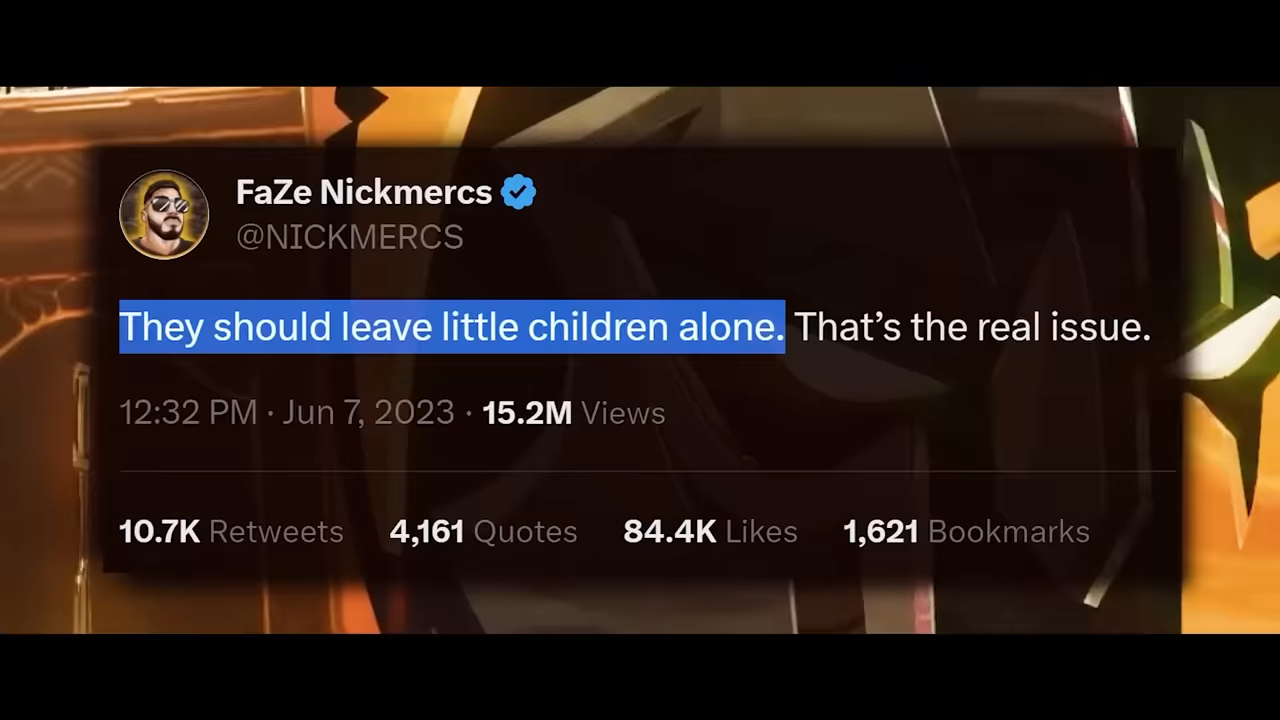 FaZe Nickmercs
@NICKMERCS
They should leave little children alone. That’s the real issue.
12:32 PM · Jun 7, 2023 · 15.2M Views
10.7K Retweets 4,161 Quotes 84.4K Likes 1,621 Bookmarks